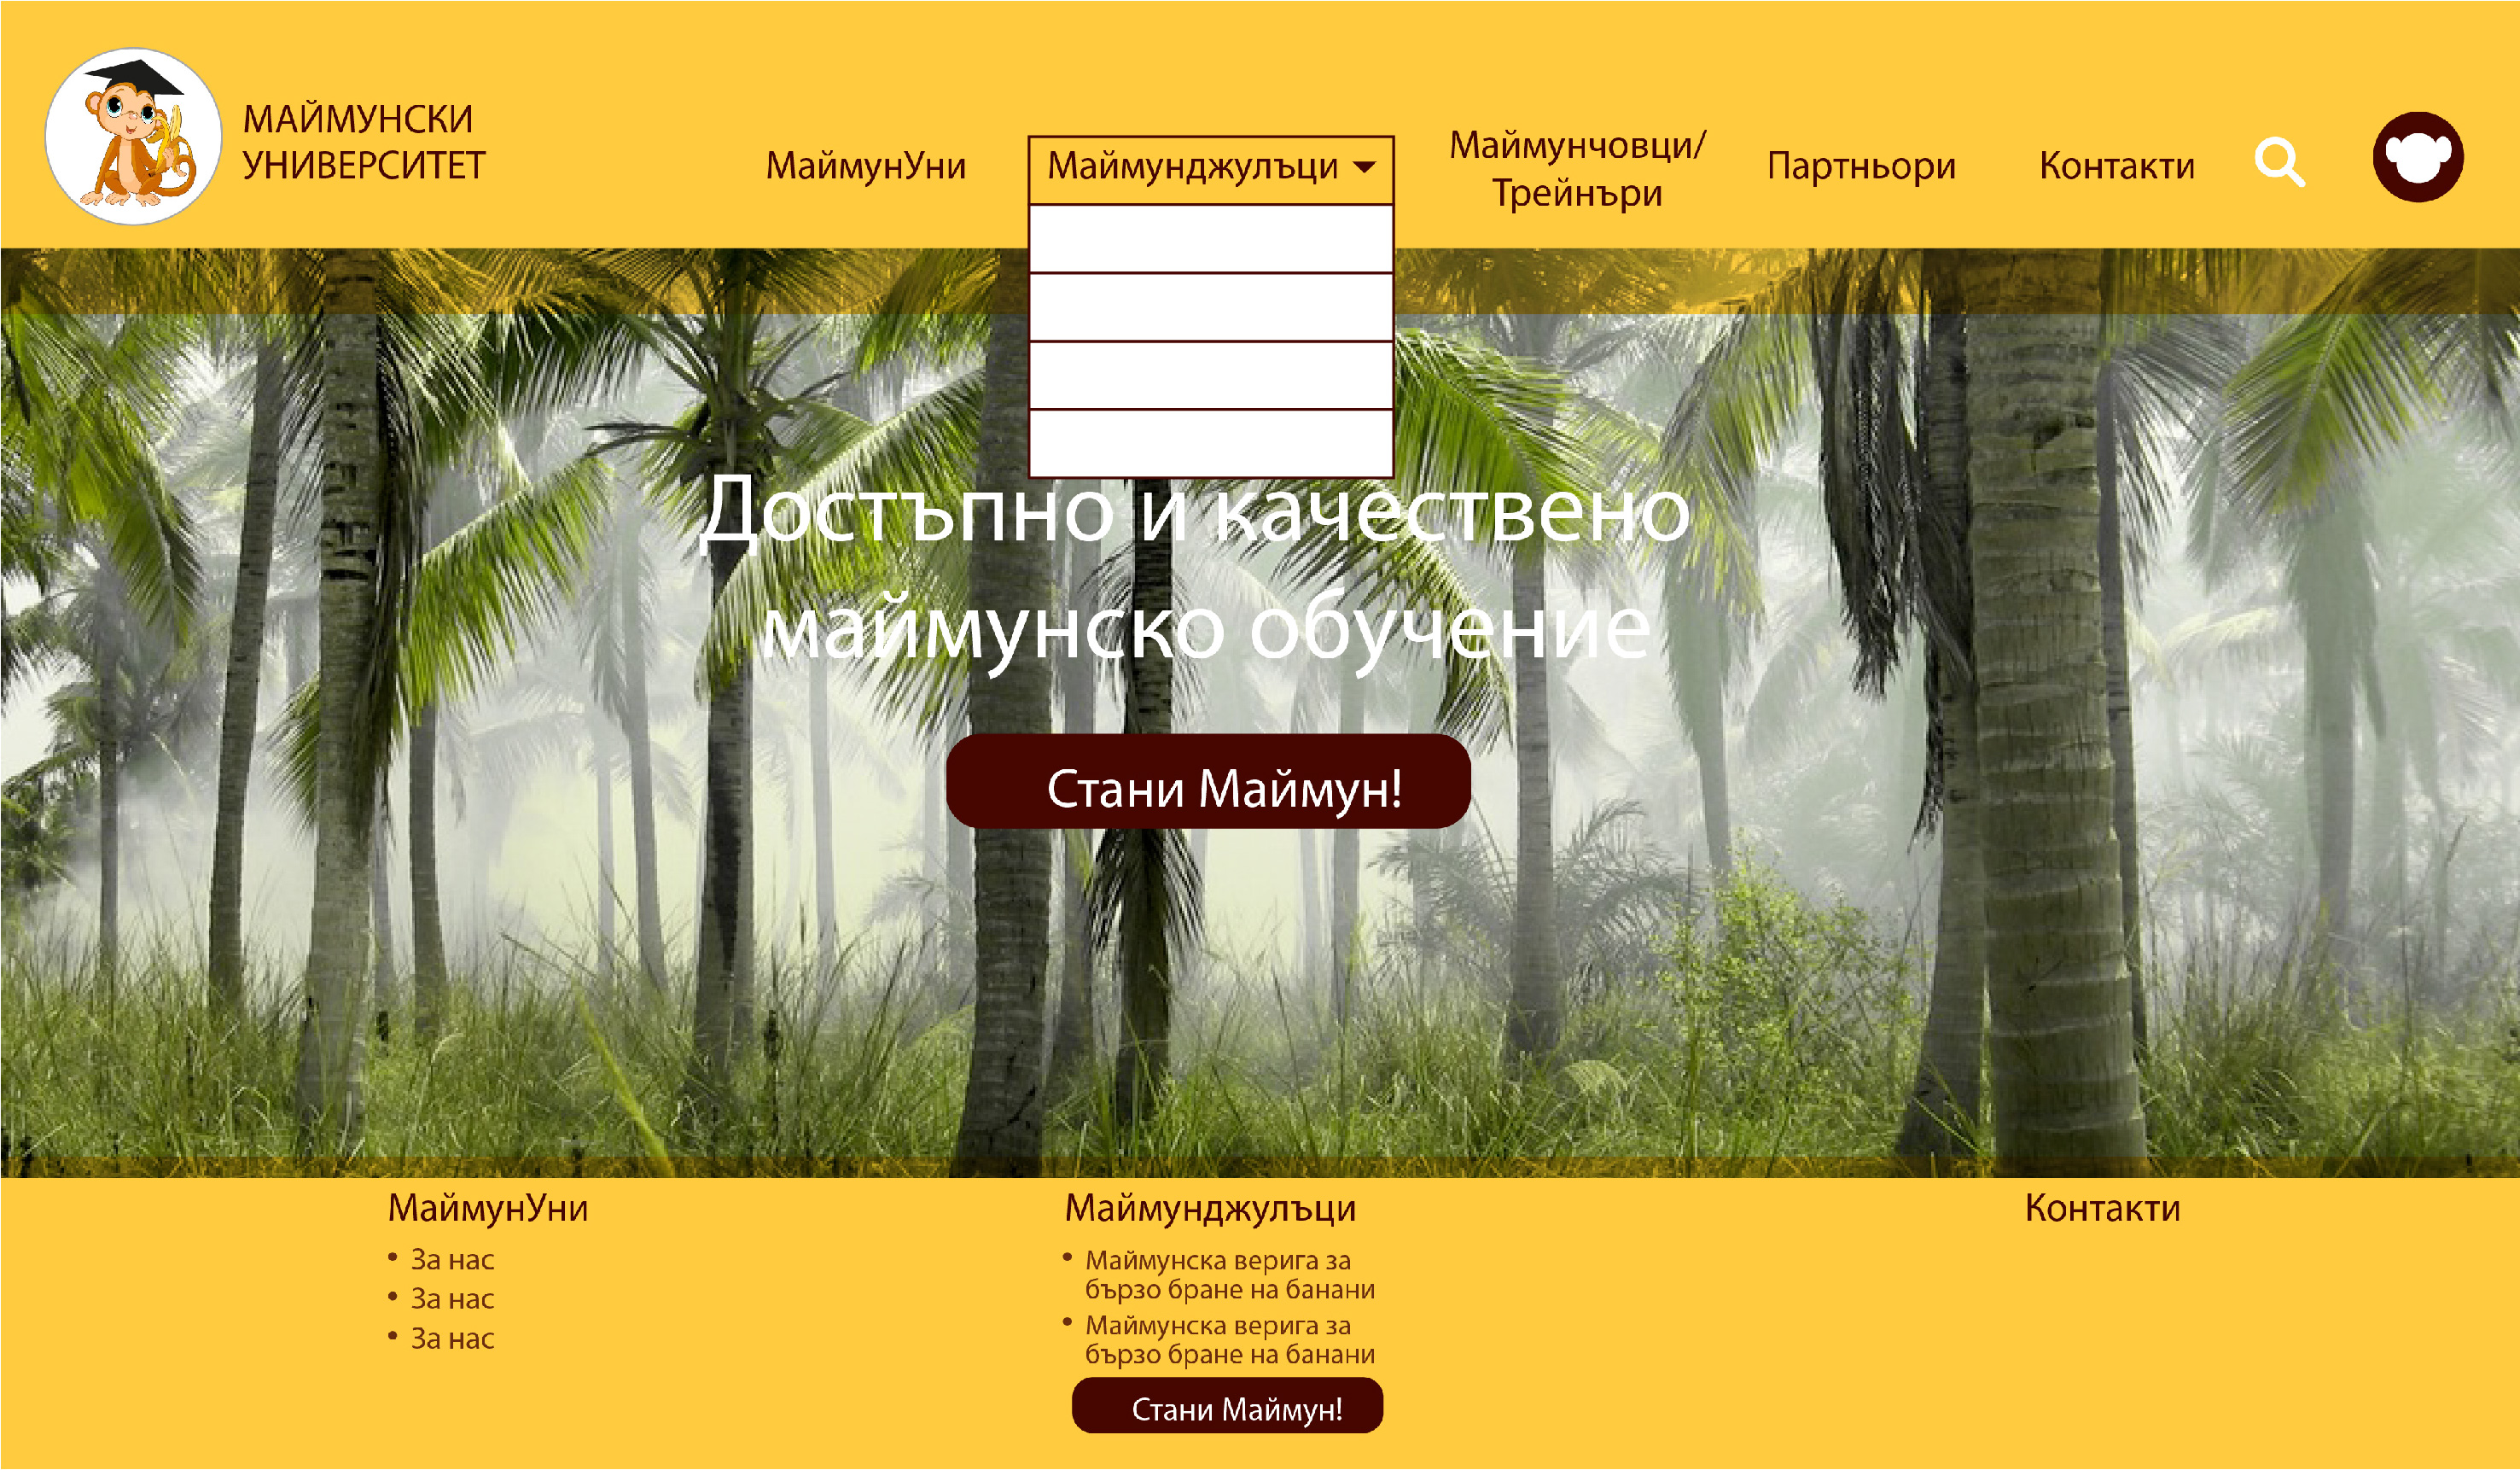 МАЙМУНСКИ
УНИВЕРСИТЕТ
МаймунУни
Маймунджулъци
Маймунчовци/
Трейнъри
Партньори
Контакти
Достъпно и качествено
маймунско обучение
Стани Маймун!
МаймунУни
• За нас
• За нас
• За нас
Маймунджулъци
• Маймунска верига за
бързо бране на банани
• Маймунска верига за
бързо бране на банани
Стани Маймун!
Контакти